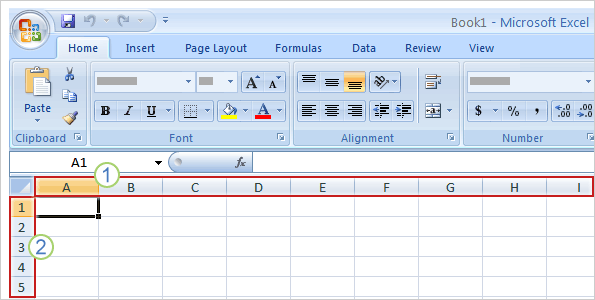 Book1 - Microsoft Excel
Home Insert Page Layout Formulas Data Review View
A A
Paste B I U A $ % , .0 .00 .00 .0
Clipboard Font Alignment Number
A1 fx
1
A B C D E F G H I
1
2
3 2
4
5